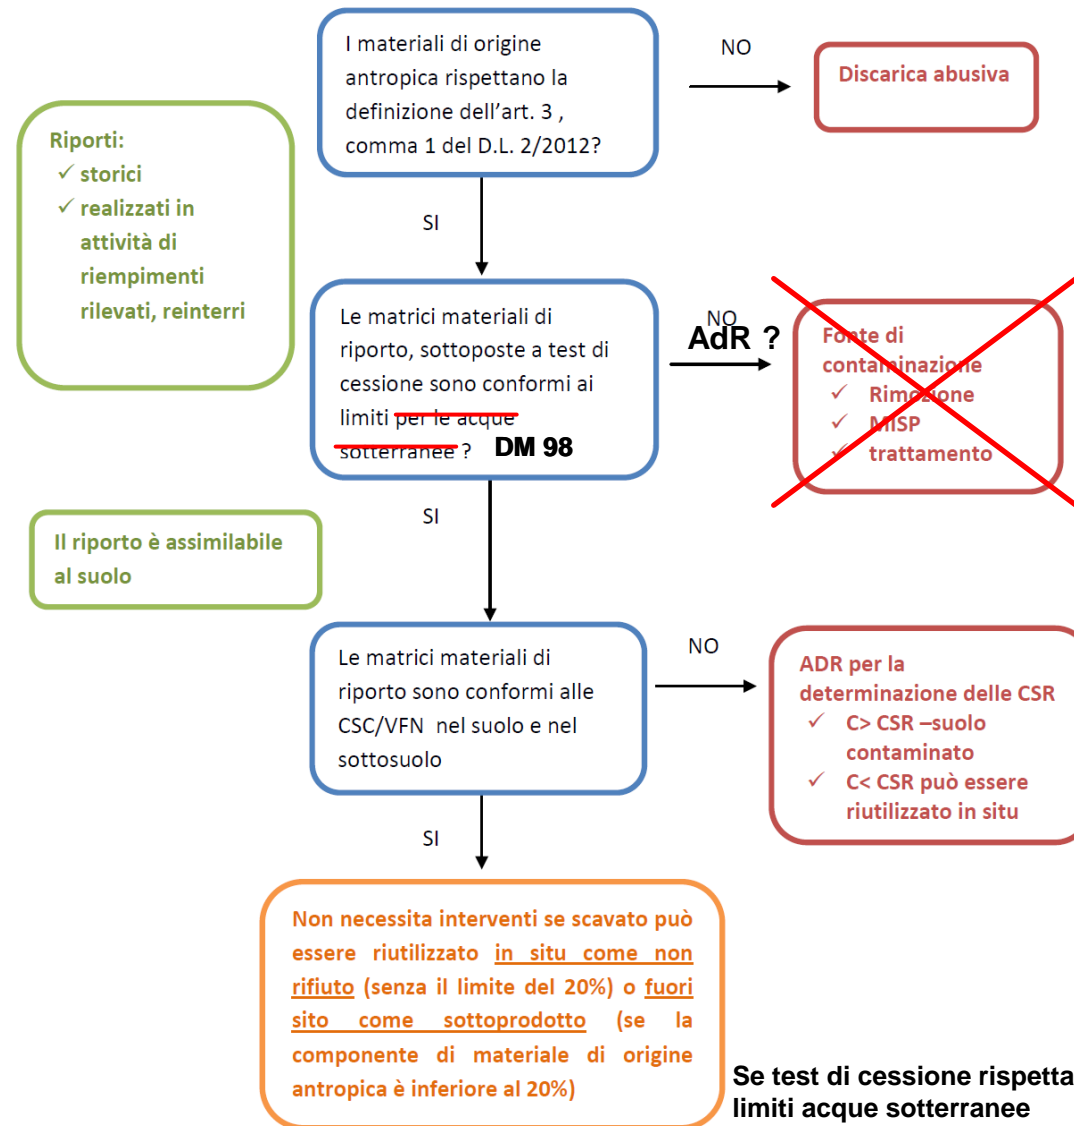 I materiali di origine
antropica rispettano la
definizione dell'art. 3 ,
comma 1 del D.L. 2/2012?
NO
Discarica abusiva
Riporti:
✓ storici
✓ realizzati in
attività di
riempimenti
rilevati, reinterri
SI
Le matrici materiali di
riporto, sottoposte a test di
cessione sono conformi ai
limiti per le acque
sotterranee ? DM 98
NO
AdR ?
Fonte di
contaminazione
✓ Rimozione
✓ MISP
✓ trattamento
SI
Il riporto è assimilabile
al suolo
Le matrici materiali di
riporto sono conformi alle
CSC/VFN nel suolo e nel
sottosuolo
NO
ADR per la
determinazione delle CSR
✓ C> CSR –suolo
contaminato
✓ C< CSR può essere
riutilizzato in situ
SI
Non necessita interventi se scavato può
essere riutilizzato in situ come non
rifiuto (senza il limite del 20%) o fuori
sito come sottoprodotto (se la
componente di materiale di origine
antropica è inferiore al 20%)
Se test di cessione rispetta
limiti acque sotterranee